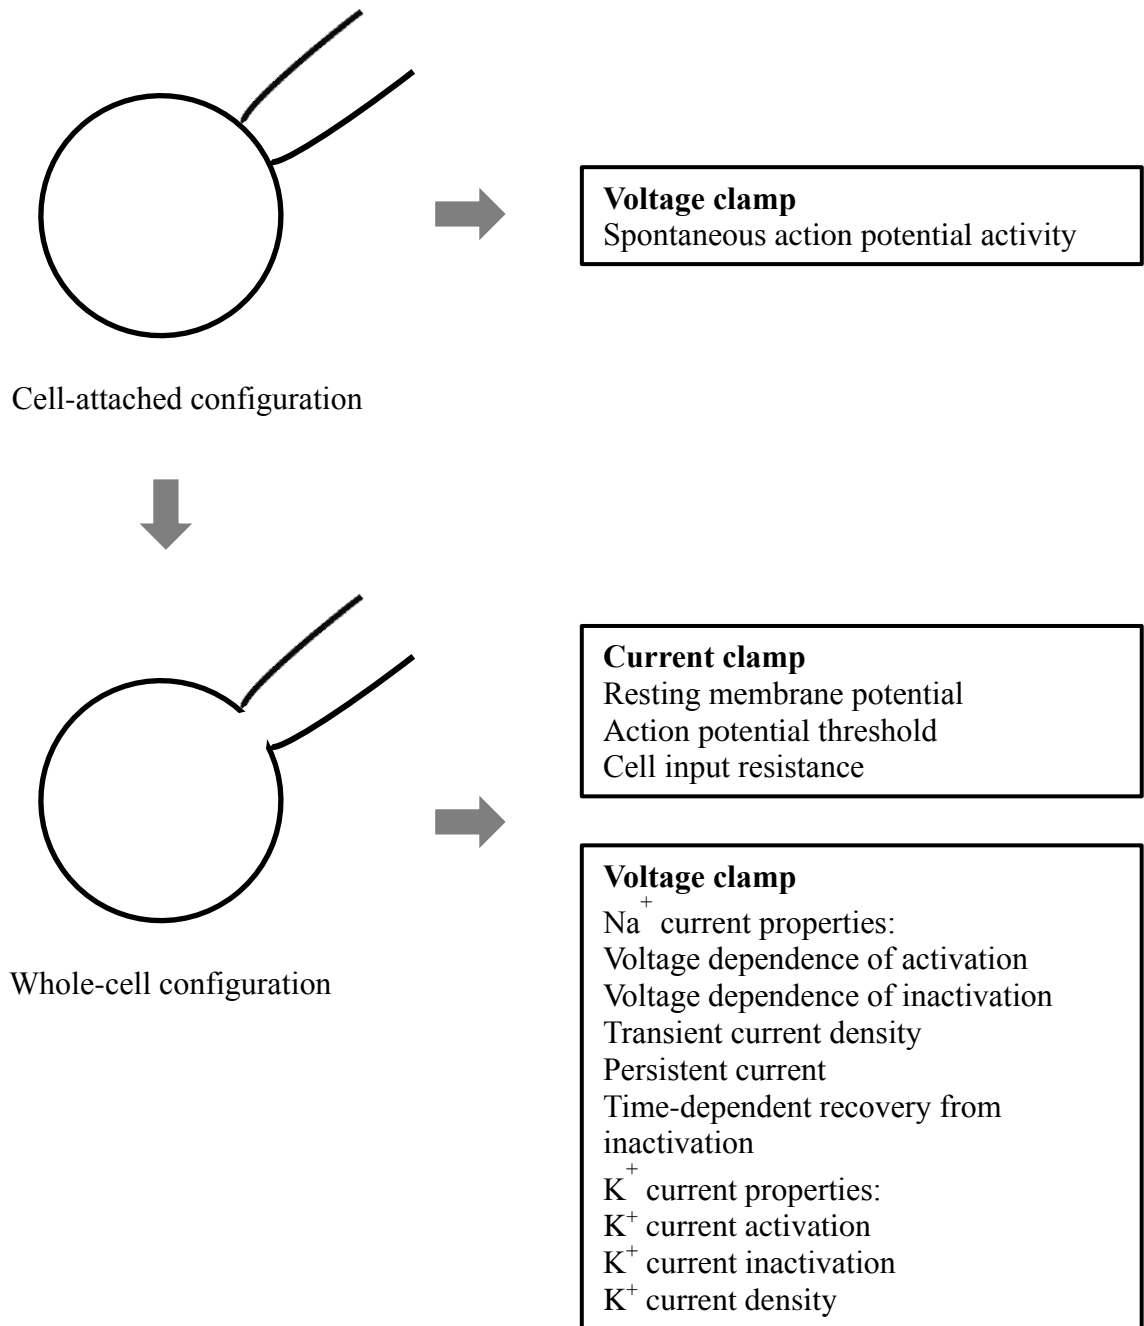 Voltage clamp
Spontaneous action potential activity
Cell-attached configuration
Current clamp
Resting membrane potential
Action potential threshold
Cell input resistance
Voltage clamp
Na⁺ current properties:
Voltage dependence of activation
Voltage dependence of inactivation
Transient current density
Persistent current
Time-dependent recovery from
inactivation
K⁺ current properties:
K⁺ current activation
K⁺ current inactivation
K⁺ current density
Whole-cell configuration